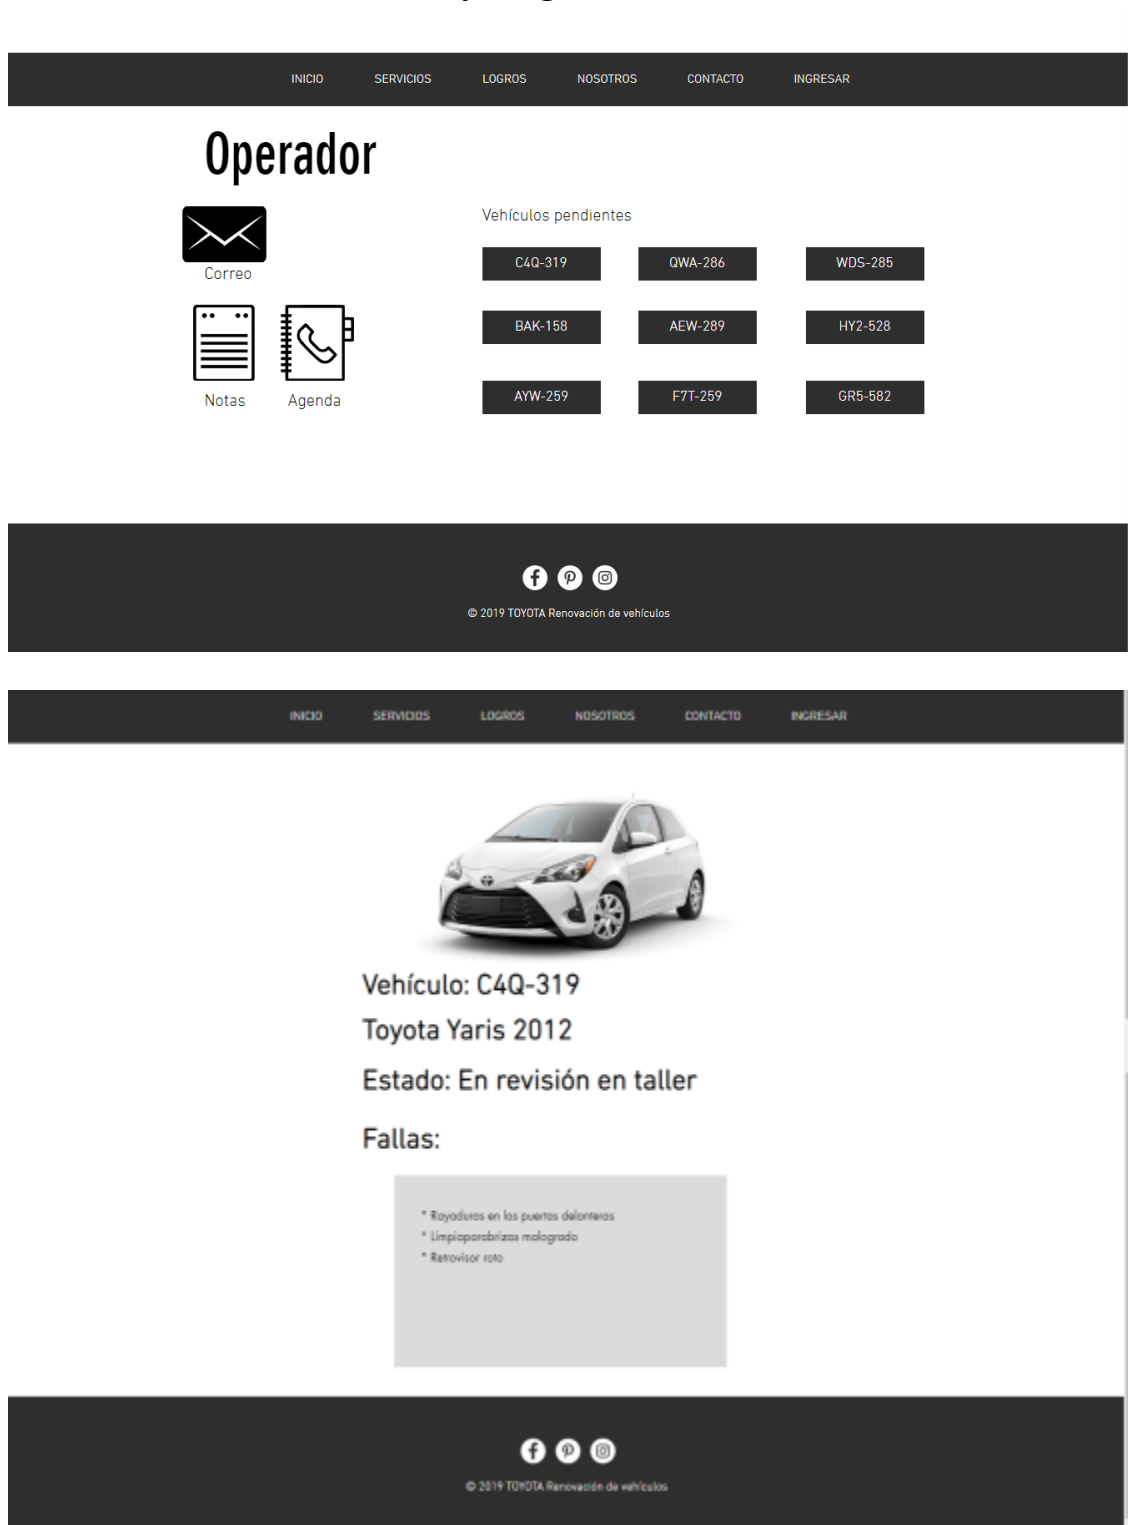 INICIO SERVICIOS LOGROS NOSOTROS CONTACTO INGRESAR
Operador
Correo
Notas Agenda
Vehículos pendientes
C4Q-319 QWA-286 WDS-285
BAK-158 AEW-289 HY2-528
AYW-259 F7T-259 GR5-582
© 2019 TOYOTA Renovación de vehículos
INICIO SERVICIOS LOGROS NOSOTROS CONTACTO INGRESAR
Vehículo: C4Q-319
Toyota Yaris 2012
Estado: En revisión en taller
Fallas:
* Rayaduras en las puertas delanteras
* Limpiaparabrizas malogrado
* Retrovisor roto
© 2019 TOYOTA Renovación de vehículos